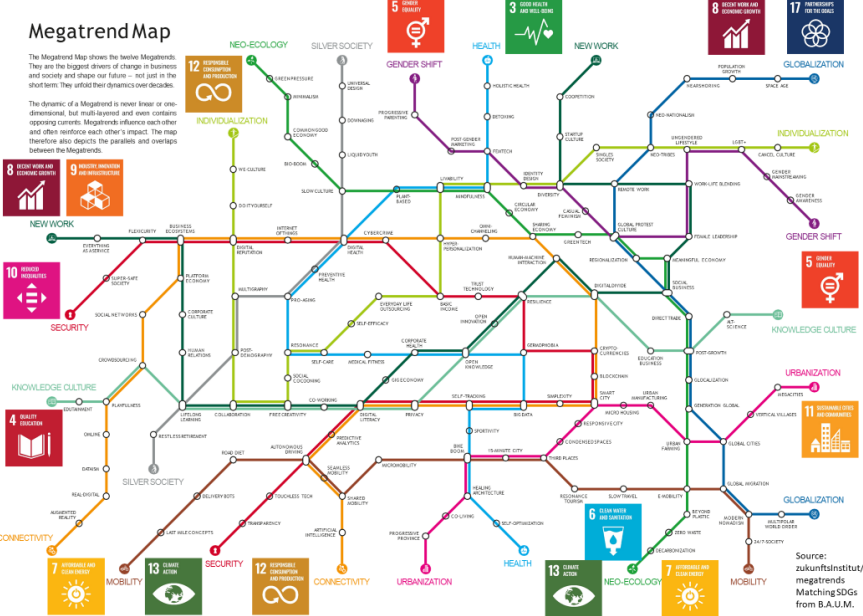 Megatrend Map
The Megatrend Map shows the twelve Megatrends.
They are the biggest drivers of change in business
and society and shape our future – not just in the
short term: They unfold their dynamics over decades.
The dynamic of a Megatrend is never linear or one-
dimensional, but multi-layered and even contains
opposing currents. Megatrends influence each other
and often reinforce each other's impact. The map
therefore also depicts the parallels and overlaps
between the Megatrends.
5 GENDER
EQUALITY
3 GOOD HEALTH
AND WELL-BEING
8 DECENT WORK AND
ECONOMIC GROWTH
17 PARTNERSHIPS
FOR THE GOALS
NEO-ECOLOGY
SILVER SOCIETY
HEALTH
NEW WORK
GENDER SHIFT
GLOBALIZATION
12 RESPONSIBLE
CONSUMPTION
AND PRODUCTION
GREEN PRESSURE
MINIMALISM
COMMON GOOD
ECONOMY
BIO-BOOM
SLOW CULTURE
UNIVERSAL
DESIGN
DOWNAGING
LIQUID YOUTH
PROGRESSIVE
PARENTING
POST-GENDER
MARKETING
HOLISTIC HEALTH
DETOXING
FEMTECH
COOPETITION
STARTUP
CULTURE
POPULATION
GROWTH
NEARSHORING
SPACE AGE
NEO-NATIONALISM
INDIVIDUALIZATION
WE-CULTURE
DO-IT-YOURSELF
SINGLES
SOCIETY
NEO-TRIBES
UNGENDERED
LIFESTYLE
LGBT+
CANCEL CULTURE
INDIVIDUALIZATION
GENDER
MAINSTREAMING
GENDER
AWARENESS
GENDER SHIFT
8 DECENT WORK AND
ECONOMIC GROWTH
9 INDUSTRY, INNOVATION
AND INFRASTRUCTURE
PLANT-
BASED
LIVABILITY
MINDFULNESS
IDENTITY
DESIGN
DIVERSITY
REMOTE WORK
WORK-LIFE BLENDING
CIRCULAR
ECONOMY
CASUAL
FEMINISM
GLOBAL PROTEST
CULTURE
FEMALE LEADERSHIP
NEW WORK
EVERYTHING
AS A SERVICE
FLEXICURITY
BUSINESS
ECOSYSTEMS
DIGITAL
REPUTATION
INTERNET
OF THINGS
DIGITAL
HEALTH
CYBERCRIME
HYPER
PERSONALIZATION
OMNI
CHANNELING
SHARING
ECONOMY
GREEN TECH
HUMAN-MACHINE
INTERACTION
REGIONALIZATION
MEANINGFUL ECONOMY
5 GENDER
EQUALITY
10 REDUCED
INEQUALITIES
SUPER-SAFE
SOCIETY
PLATFORM
ECONOMY
PREVENTIVE
HEALTH
TRUST
TECHNOLOGY
DIGITAL DIVIDE
SOCIAL
BUSINESS
MULTIGRAPHY
PRO-AGING
EVERYDAY LIFE
OUTSOURCING
BASIC
INCOME
RESILIENCE
SECURITY
SOCIAL NETWORKS
CORPORATE
CULTURE
SELF-EFFICACY
OPEN
INNOVATION
DIRECT TRADE
ALT-
SCIENCE
KNOWLEDGE CULTURE
CROWDSOURCING
HUMAN
RELATIONS
POST-
DEMOGRAPHY
RESONANCE
SELF-CARE
MEDICAL FITNESS
CORPORATE
HEALTH
OPEN
KNOWLEDGE
GERIAPHOBIA
CRYPTO
CURRENCIES
EDUCATION
BUSINESS
POST-GROWTH
SOCIAL
COCOONING
GIG ECONOMY
BLOCKCHAIN
GLOCALIZATION
URBANIZATION
MEGACITIES
KNOWLEDGE CULTURE
EDUTAINMENT
PLAYFULNESS
LIFELONG
LEARNING
COLLABORATION
FREE CREATIVITY
CO-WORKING
DIGITAL
LITERACY
PRIVACY
SELF-TRACKING
BIG DATA
SIMPLEXITY
SMART
CITY
MICRO HOUSING
URBAN
MANUFACTURING
GENERATION GLOBAL
VERTICAL VILLAGES
4 QUALITY
EDUCATION
11 SUSTAINABLE CITIES
AND COMMUNITIES
ONLINE
RESTLESS RETIREMENT
PREDICTIVE
ANALYTICS
SPORTIVITY
RESPONSIVE CITY
DATAISM
ROAD DIET
AUTONOMOUS
DRIVING
BIKE
BOOM
15-MINUTE CITY
CONDENSED SPACES
THIRD PLACES
URBAN
FARMING
GLOBAL CITIES
SILVER SOCIETY
SEAMLESS
MOBILITY
MICROMOBILITY
REAL-DIGITAL
DELIVERY BOTS
TOUCHLESS TECH
SHARED
MOBILITY
HEALING
ARCHITECTURE
RESONANCE
TOURISM
SLOW TRAVEL
E-MOBILITY
GLOBAL MIGRATION
AUGMENTED
REALITY
LAST MILE CONCEPTS
TRANSPARENCY
ARTIFICIAL
INTELLIGENCE
CO-LIVING
PROGRESSIVE
PROVINCE
SELF-OPTIMIZATION
6 CLEAN WATER
AND SANITATION
BEYOND
PLASTIC
ZERO WASTE
DECARBONIZATION
MODERN
NOMADISM
MULTIPOLAR
WORLD ORDER
GLOBALIZATION
24/7-SOCIETY
CONNECTIVITY
7 AFFORDABLE AND
CLEAN ENERGY
MOBILITY
13 CLIMATE
ACTION
SECURITY
12 RESPONSIBLE
CONSUMPTION
AND PRODUCTION
CONNECTIVITY
URBANIZATION
HEALTH
13 CLIMATE
ACTION
NEO-ECOLOGY
7 AFFORDABLE AND
CLEAN ENERGY
MOBILITY
Source:
zukunftsInstitut/
megatrends
Matching SDGs
from B.A.U.M.